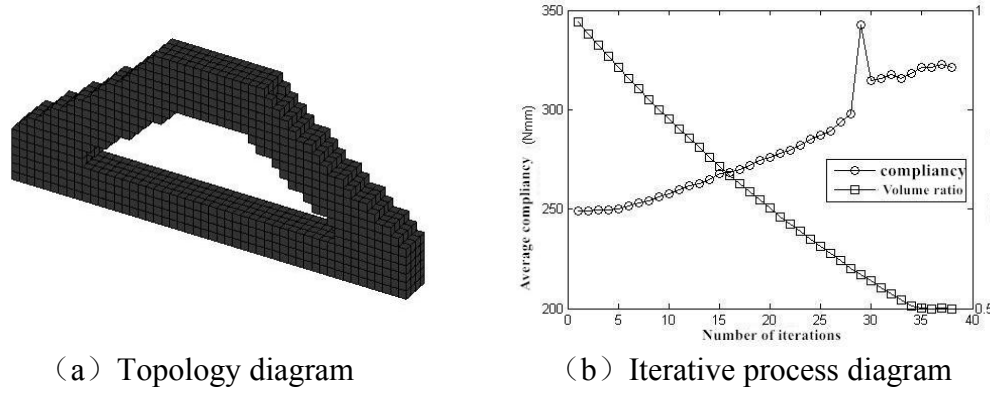 350
300
250
200
1
0.5
0 5 10 15 20 25 30 35 40
Average compliancy (Nmm)
compliancy
Volume ratio
Number of iterations
（a）Topology diagram
（b）Iterative process diagram